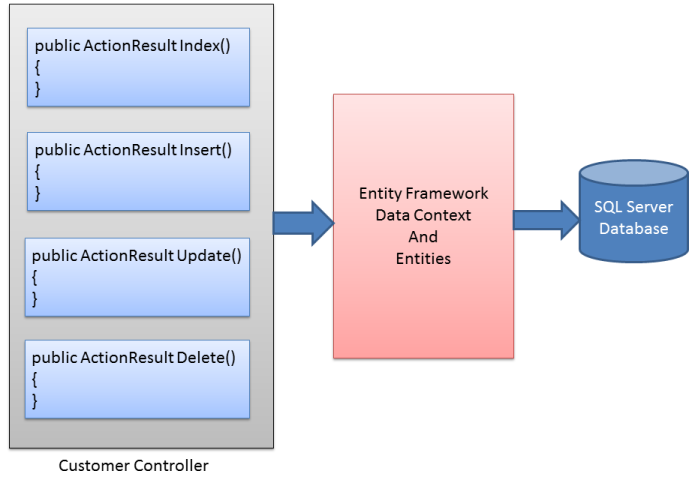 public ActionResult Index()
{
}
public ActionResult Insert()
{
}
public ActionResult Update()
{
}
public ActionResult Delete()
{
}
Customer Controller
Entity Framework
Data Context
And
Entities
SQL Server
Database